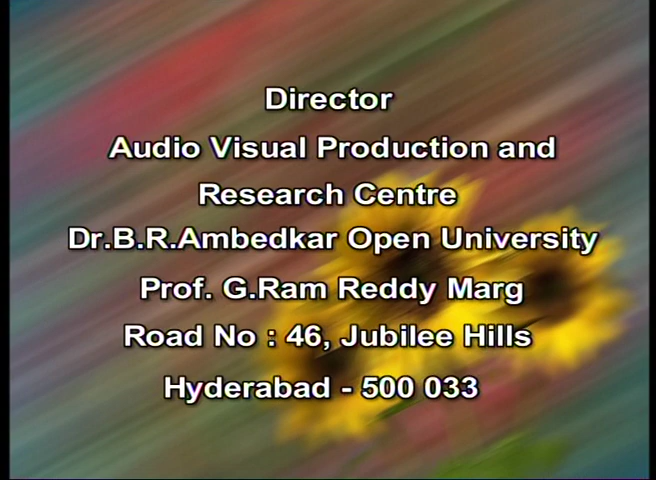 Director
Audio Visual Production and
Research Centre
Dr.B.R.Ambedkar Open University
Prof. G.Ram Reddy Marg
Road No : 46, Jubilee Hills
Hyderabad - 500 033